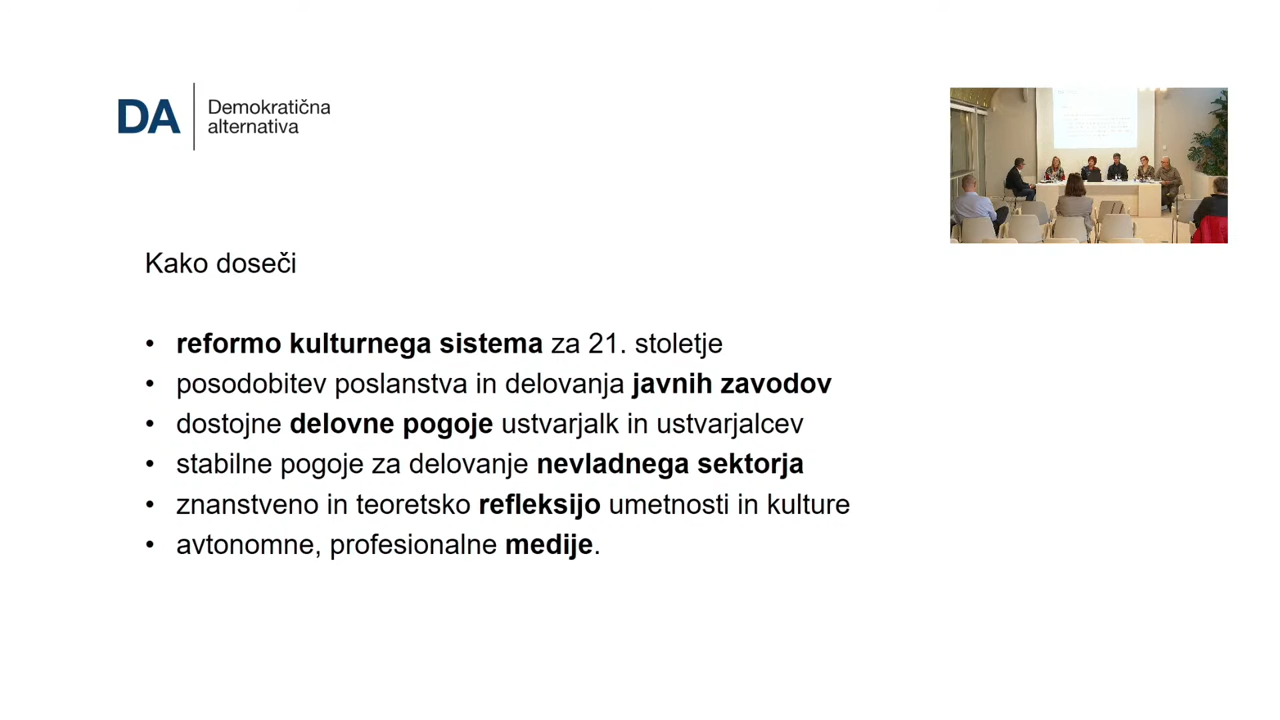 DA
Demokratična
alternativa
Kako doseči
• reformo kulturnega sistema za 21. stoletje
• posodobitev poslanstva in delovanja javnih zavodov
• dostojne delovne pogoje ustvarjalk in ustvarjalcev
• stabilne pogoje za delovanje nevladnega sektorja
• znanstveno in teoretsko refleksijo umetnosti in kulture
• avtonomne, profesionalne medije.